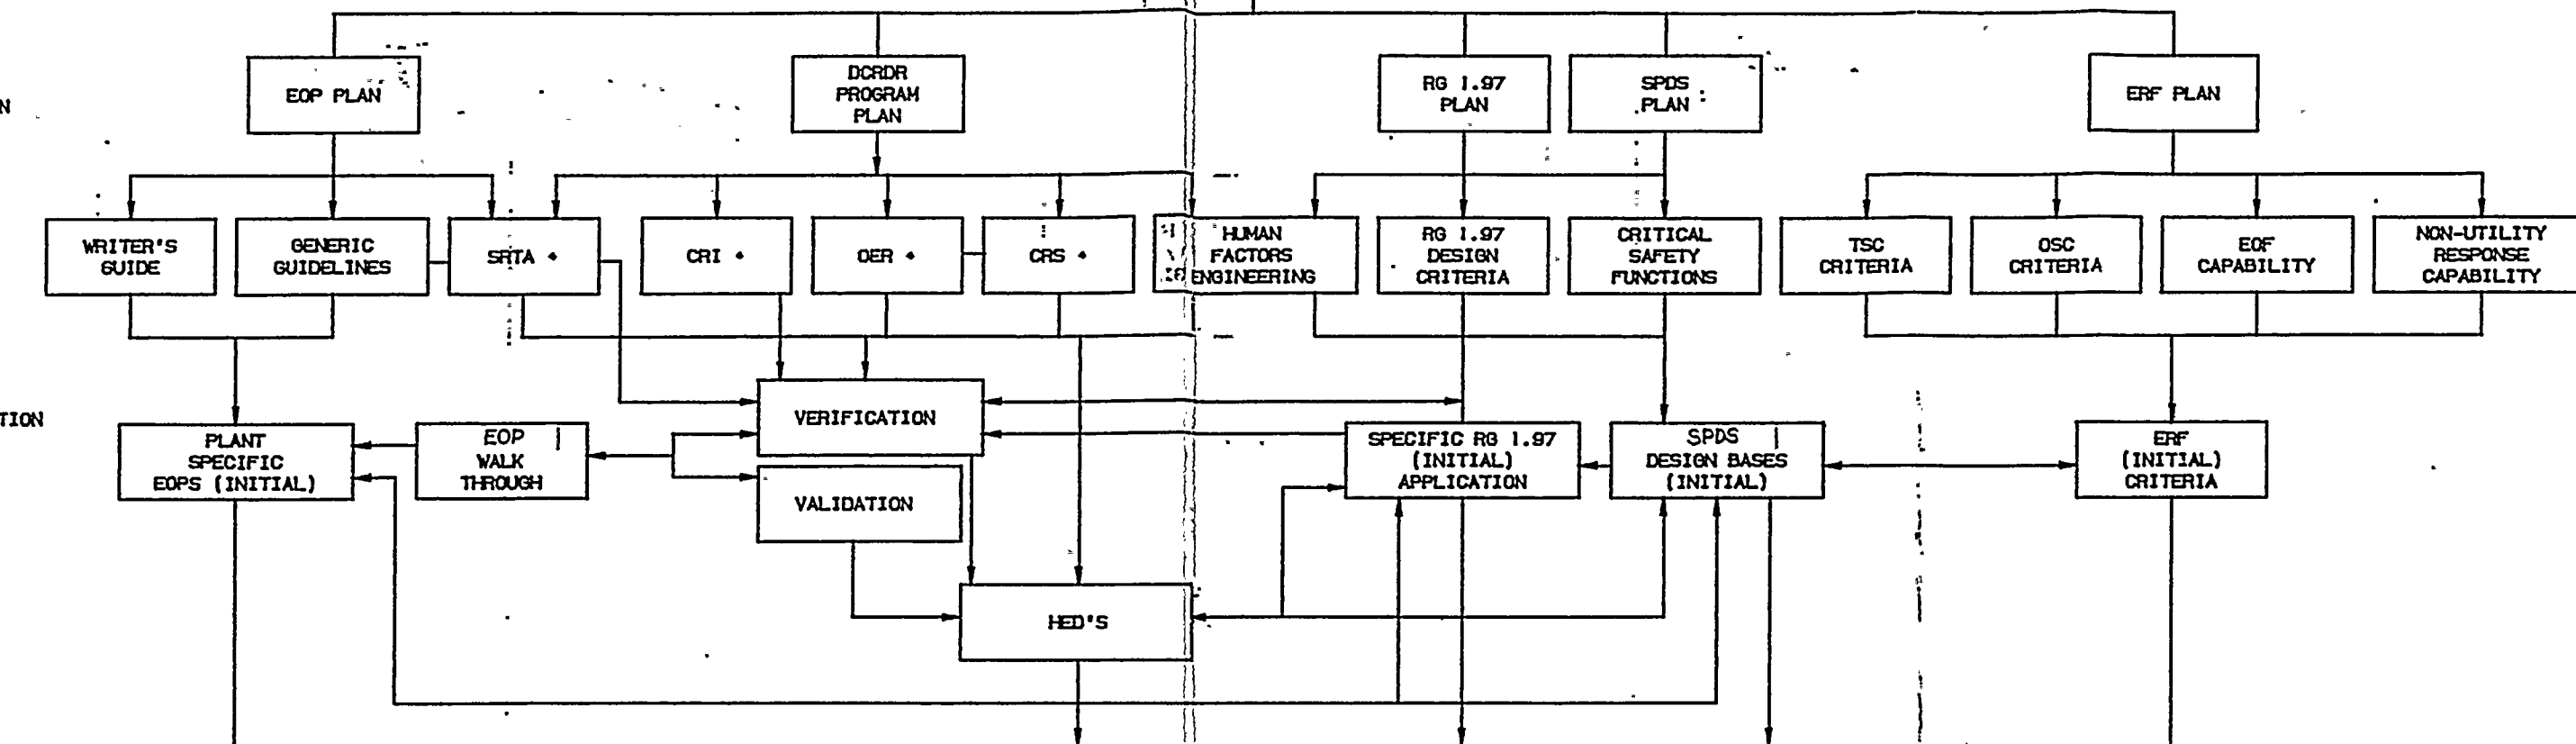 EOP PLAN
DCRDR
PROGRAM
PLAN
RG 1.97
PLAN
SPDS
PLAN
ERF PLAN
N
WRITER'S
GUIDE
GENERIC
GUIDELINES
SRTA *
CRI *
OER *
CRS *
HUMAN
FACTORS
ENGINEERING
RG 1.97
DESIGN
CRITERIA
CRITICAL
SAFETY
FUNCTIONS
TSC
CRITERIA
OSC
CRITERIA
EOF
CAPABILITY
NON-UTILITY
RESPONSE
CAPABILITY
TION
PLANT
SPECIFIC
EOPS (INITIAL)
EOP
WALK
THROUGH
VERIFICATION
VALIDATION
SPECIFIC RG 1.97
(INITIAL)
APPLICATION
SPDS
DESIGN BASES
(INITIAL)
ERF
(INITIAL)
CRITERIA
HED'S